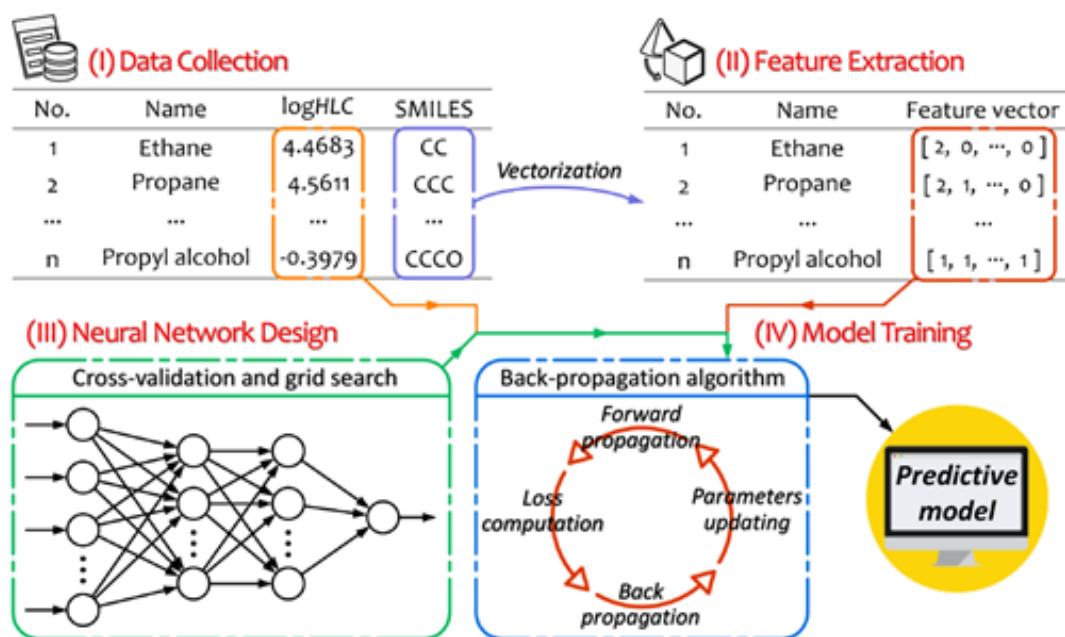 (I) Data Collection
No. Name logHLC SMILES
1 Ethane 4.4683 CC
2 Propane 4.5611 CCC
... ... ... ...
n Propyl alcohol -0.3979 CCCO
Vectorization
(II) Feature Extraction
No. Name Feature vector
1 Ethane [ 2, 0, ···, 0 ]
2 Propane [ 2, 1, ···, 0 ]
... ... ...
n Propyl alcohol [ 1, 1, ···, 1 ]
(III) Neural Network Design
Cross-validation and grid search
(IV) Model Training
Back-propagation algorithm
Forward
propagation
Loss
computation
Parameters
updating
Back
propagation
Predictive
model